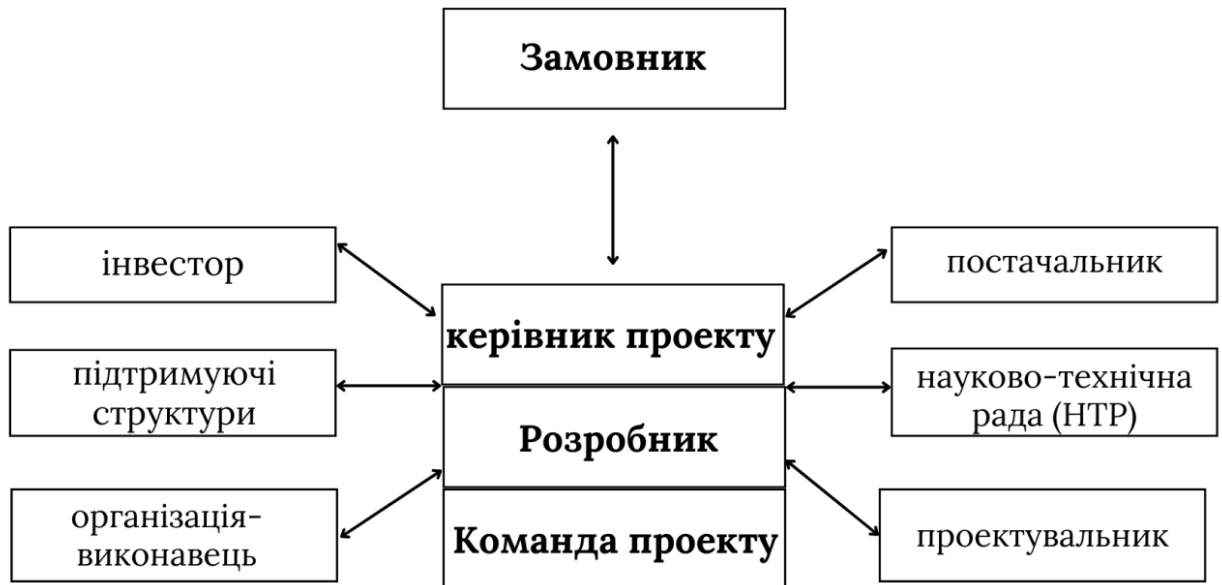 Замовник
інвестор
постачальник
керівник проекту
підтримуючі
структури
науково-технічна
рада (НТР)
Розробник
організація-
виконавець
Команда проекту
проектувальник